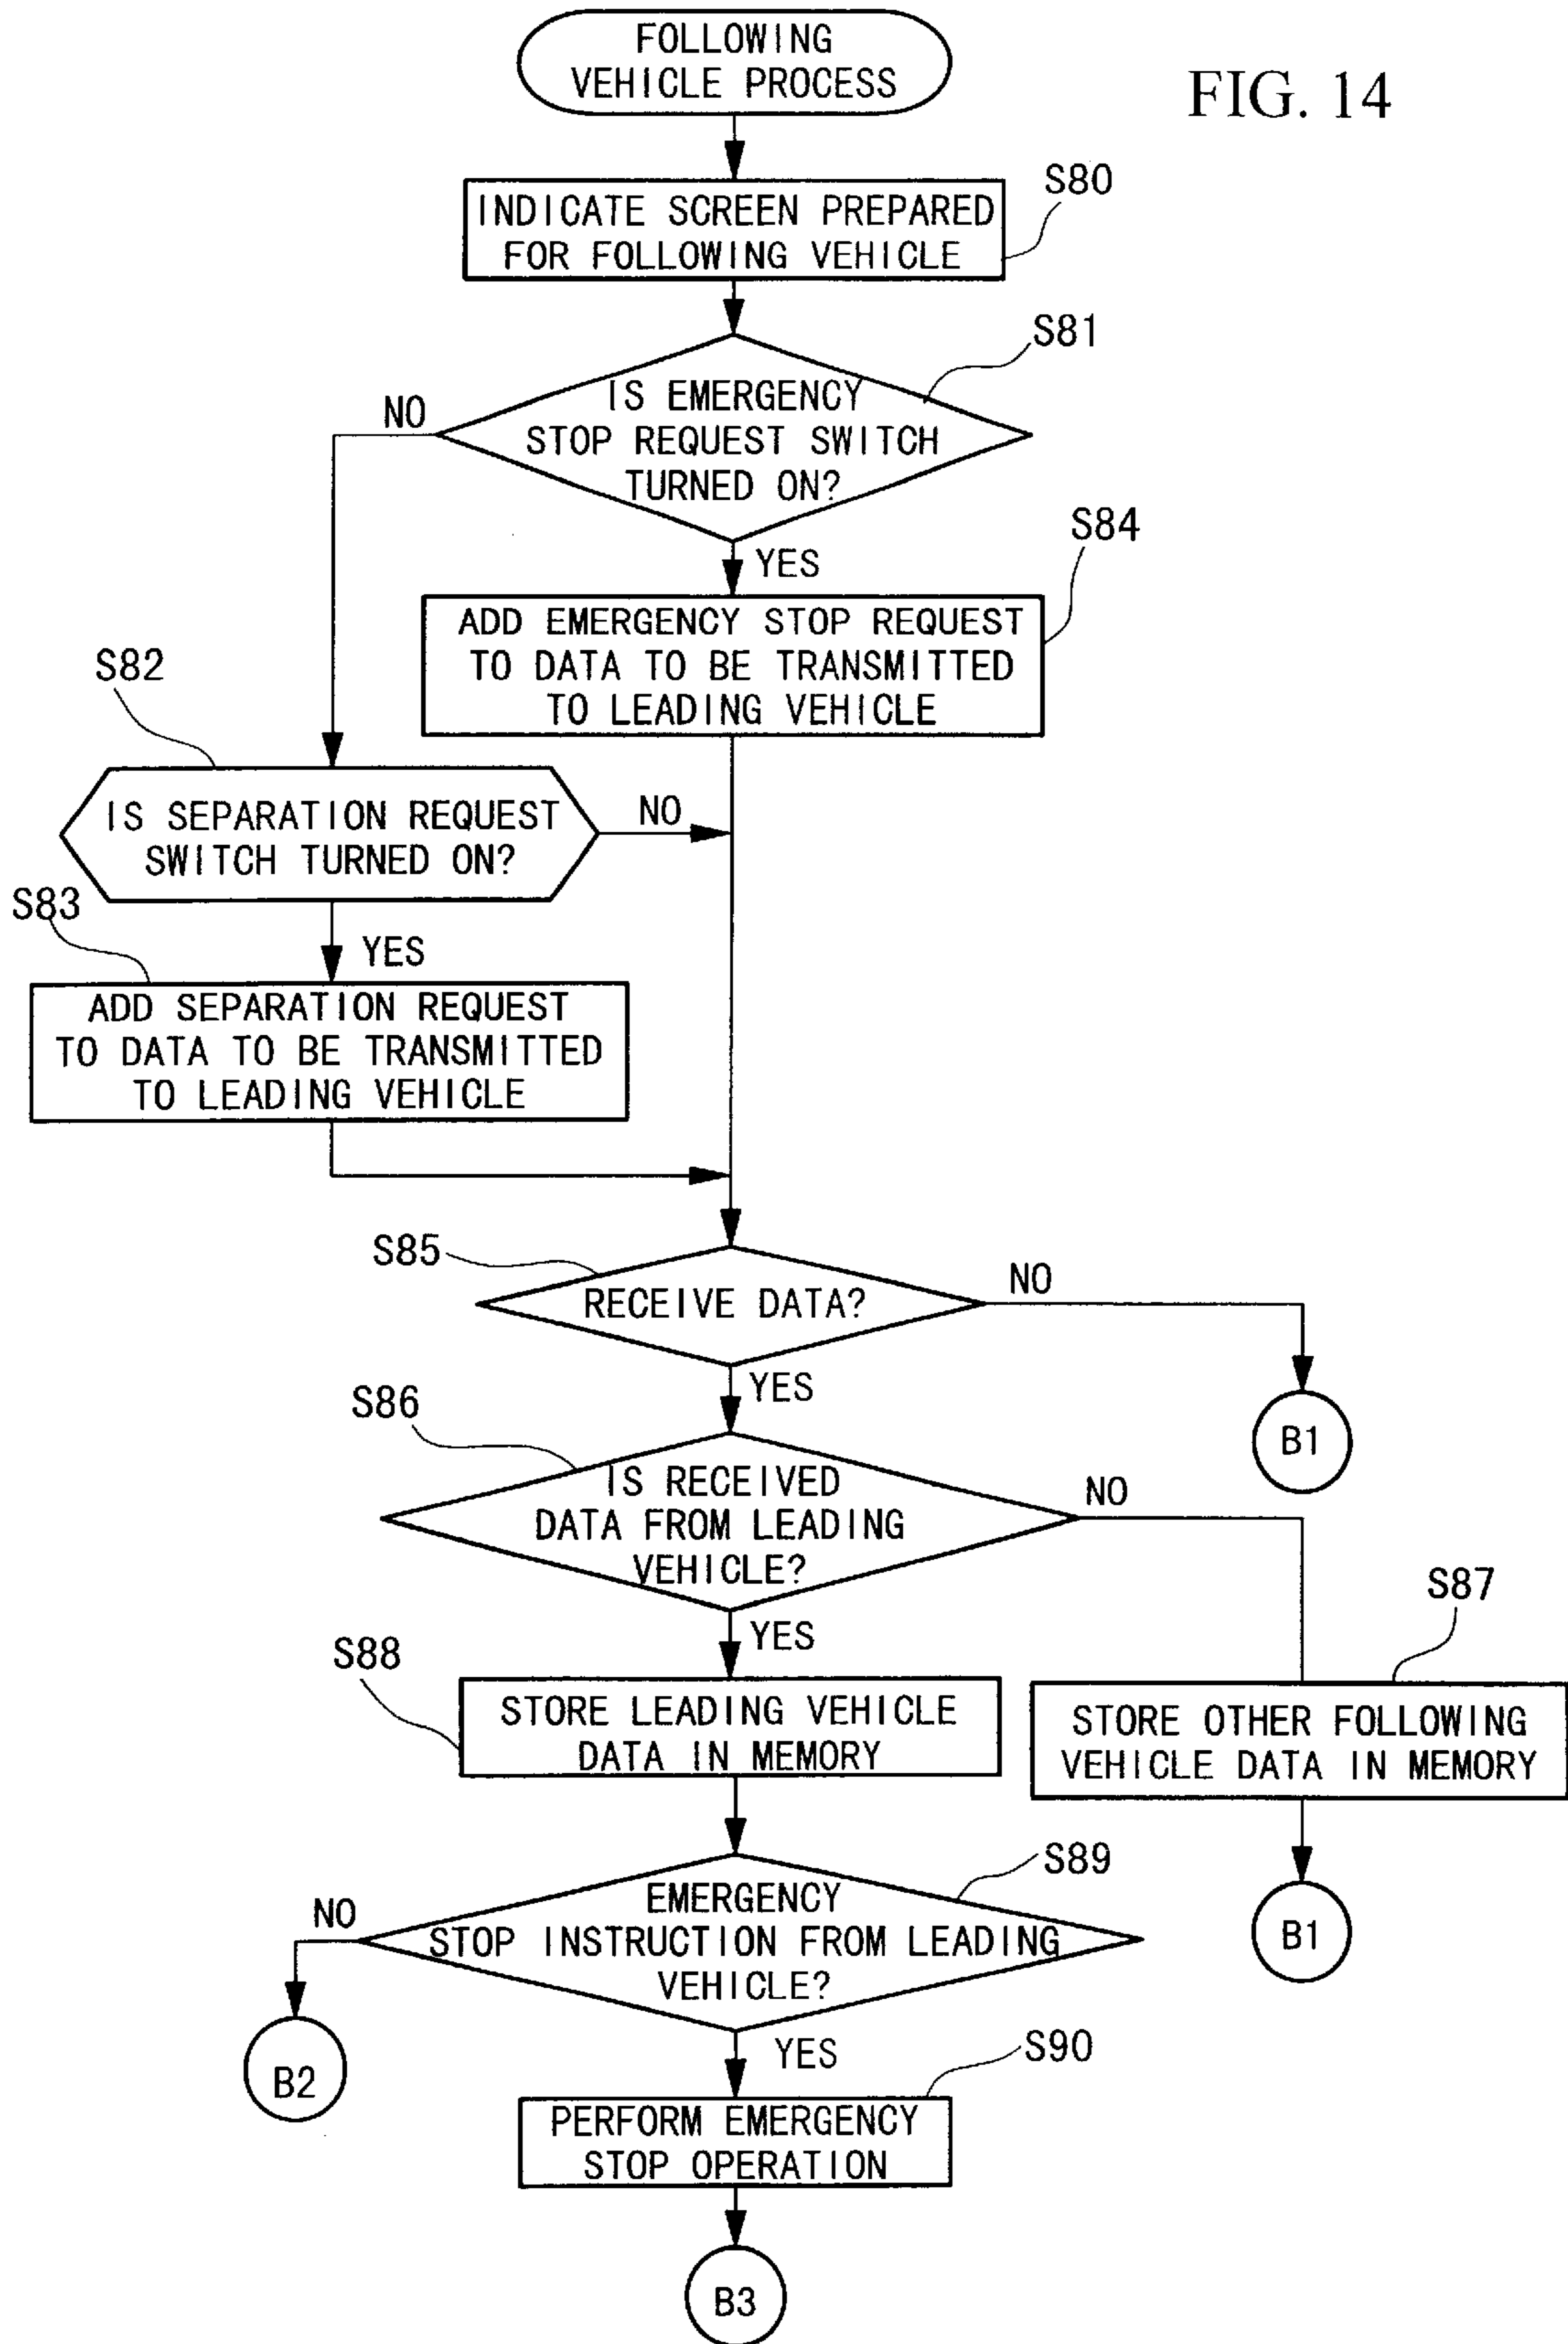 FOLLOWING
VEHICLE PROCESS
FIG. 14
S80
INDICATE SCREEN PREPARED
FOR FOLLOWING VEHICLE
S81
IS EMERGENCY
STOP REQUEST SWITCH
TURNED ON?
NO
YES
S84
ADD EMERGENCY STOP REQUEST
TO DATA TO BE TRANSMITTED
TO LEADING VEHICLE
S82
IS SEPARATION REQUEST
SWITCH TURNED ON?
NO
S83
YES
ADD SEPARATION REQUEST
TO DATA TO BE TRANSMITTED
TO LEADING VEHICLE
S85
RECEIVE DATA?
NO
B1
YES
S86
IS RECEIVED
DATA FROM LEADING
VEHICLE?
NO
YES
S87
STORE OTHER FOLLOWING
VEHICLE DATA IN MEMORY
B1
S88
STORE LEADING VEHICLE
DATA IN MEMORY
S89
EMERGENCY
STOP INSTRUCTION FROM LEADING
VEHICLE?
NO
B2
YES
S90
PERFORM EMERGENCY
STOP OPERATION
B3